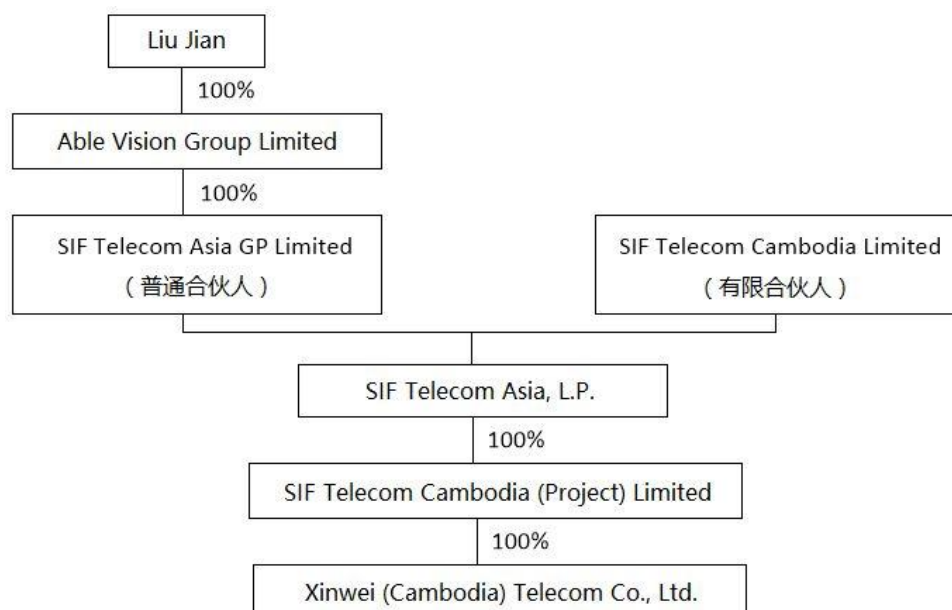 Liu Jian
100%
Able Vision Group Limited
100%
SIF Telecom Asia GP Limited
（普通合伙人）
SIF Telecom Cambodia Limited
（有限合伙人）
SIF Telecom Asia, L.P.
100%
SIF Telecom Cambodia (Project) Limited
100%
Xinwei (Cambodia) Telecom Co., Ltd.